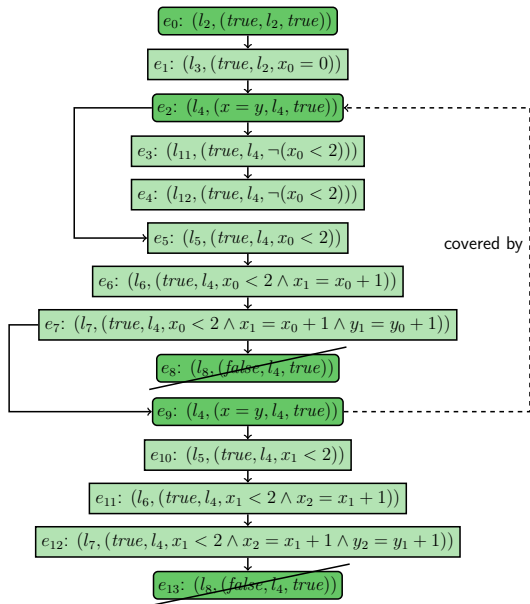 e₀: (l₂, (true, l₂, true))
e₁: (l₃, (true, l₂, x₀ = 0))
e₂: (l₄, (x = y, l₄, true))
e₃: (l₁₁, (true, l₄, ¬(x₀ < 2)))
e₄: (l₁₂, (true, l₄, ¬(x₀ < 2)))
e₅: (l₅, (true, l₄, x₀ < 2))
covered by
e₆: (l₆, (true, l₄, x₀ < 2 ∧ x₁ = x₀ + 1))
e₇: (l₇, (true, l₄, x₀ < 2 ∧ x₁ = x₀ + 1 ∧ y₁ = y₀ + 1))
e₈: (l₈, (false, l₄, true))
e₉: (l₄, (x = y, l₄, true))
e₁₀: (l₅, (true, l₄, x₁ < 2))
e₁₁: (l₆, (true, l₄, x₁ < 2 ∧ x₂ = x₁ + 1))
e₁₂: (l₇, (true, l₄, x₁ < 2 ∧ x₂ = x₁ + 1 ∧ y₂ = y₁ + 1))
e₁₃: (l₈, (false, l₄, true))